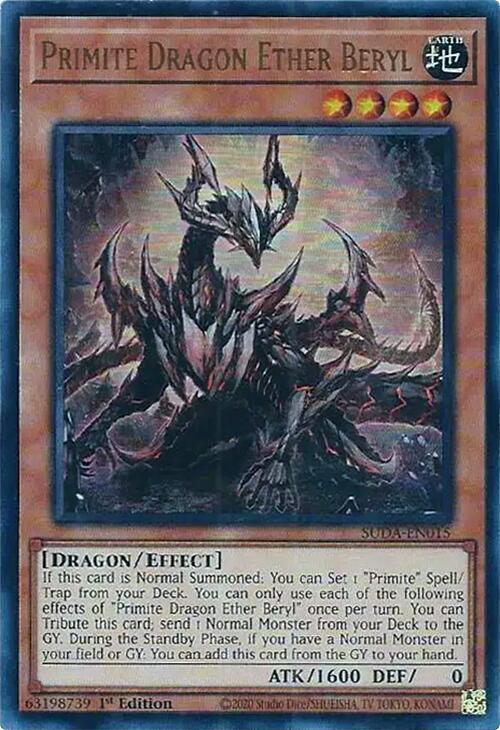 PRIMITE DRAGON ETHER BERYL
EARTH
地
SUDA-EN015
[DRAGON/EFFECT]
If this card is Normal Summoned: You can Set 1 "Primite" Spell/
Trap from your Deck. You can only use each of the following
effects of "Primite Dragon Ether Beryl" once per turn. You can
Tribute this card; send 1 Normal Monster from your Deck to the
GY. During the Standby Phase, if you have a Normal Monster in
your field or GY: You can add this card from the GY to your hand.
ATK/1600 DEF/ 0
63198739 1st Edition ©2020 Studio Dice/SHUEISHA, TV TOKYO, KONAMI